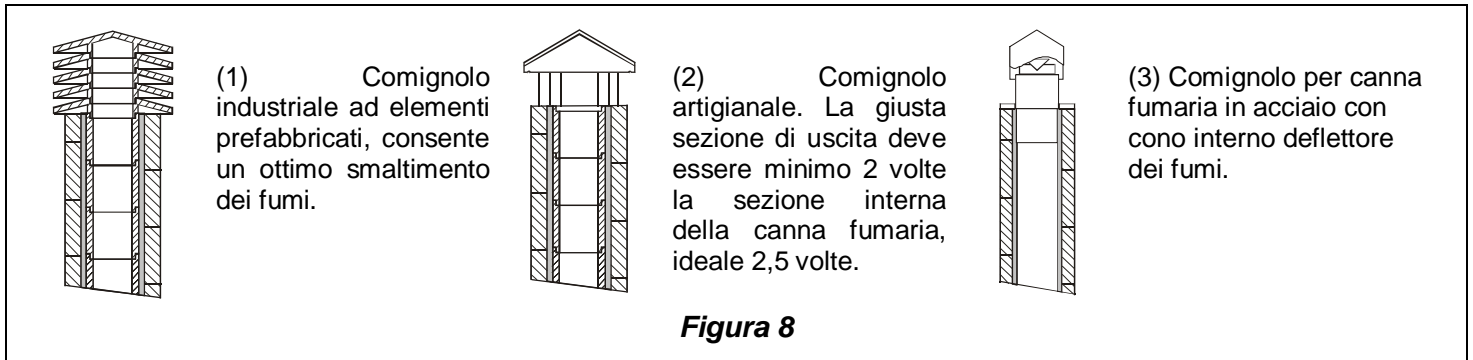 (1) Comignolo
industriale ad elementi
prefabbricati, consente
un ottimo smaltimento
dei fumi.
(2) Comignolo
artigianale. La giusta
sezione di uscita deve
essere minimo 2 volte
la sezione interna
della canna fumaria,
ideale 2,5 volte.
(3) Comignolo per canna
fumaria in acciaio con
cono interno deflettore
dei fumi.
Figura 8